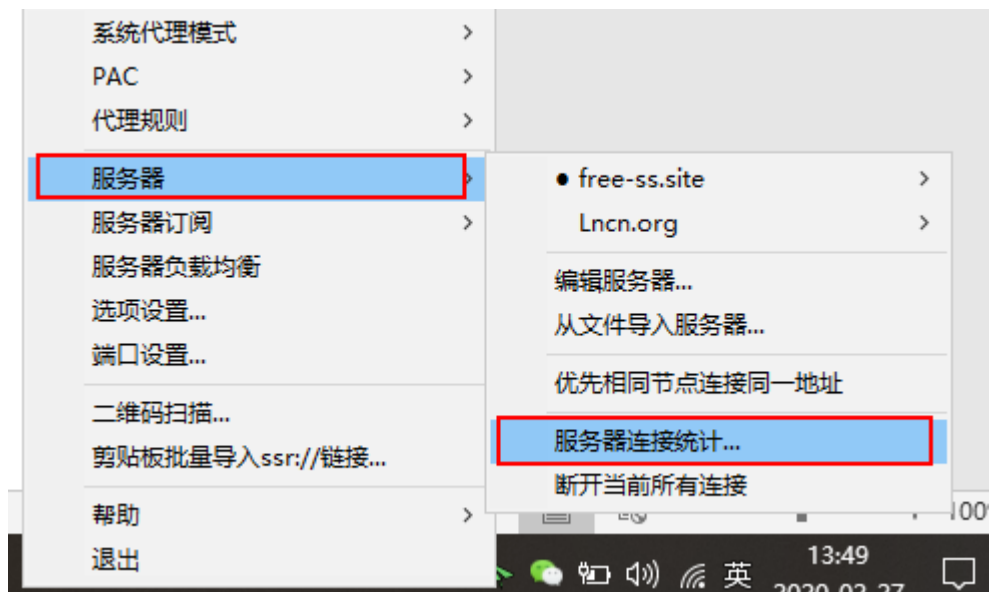 系统代理模式
PAC
代理规则
服务器
服务器订阅
服务器负载均衡
选项设置...
端口设置...
二维码扫描...
剪贴板批量导入ssr://链接...
帮助
退出
● free-ss.site
Lncn.org
编辑服务器...
从文件导入服务器...
优先相同节点连接同一地址
服务器连接统计...
断开当前所有连接
100%
英
13:49
2020-02-27